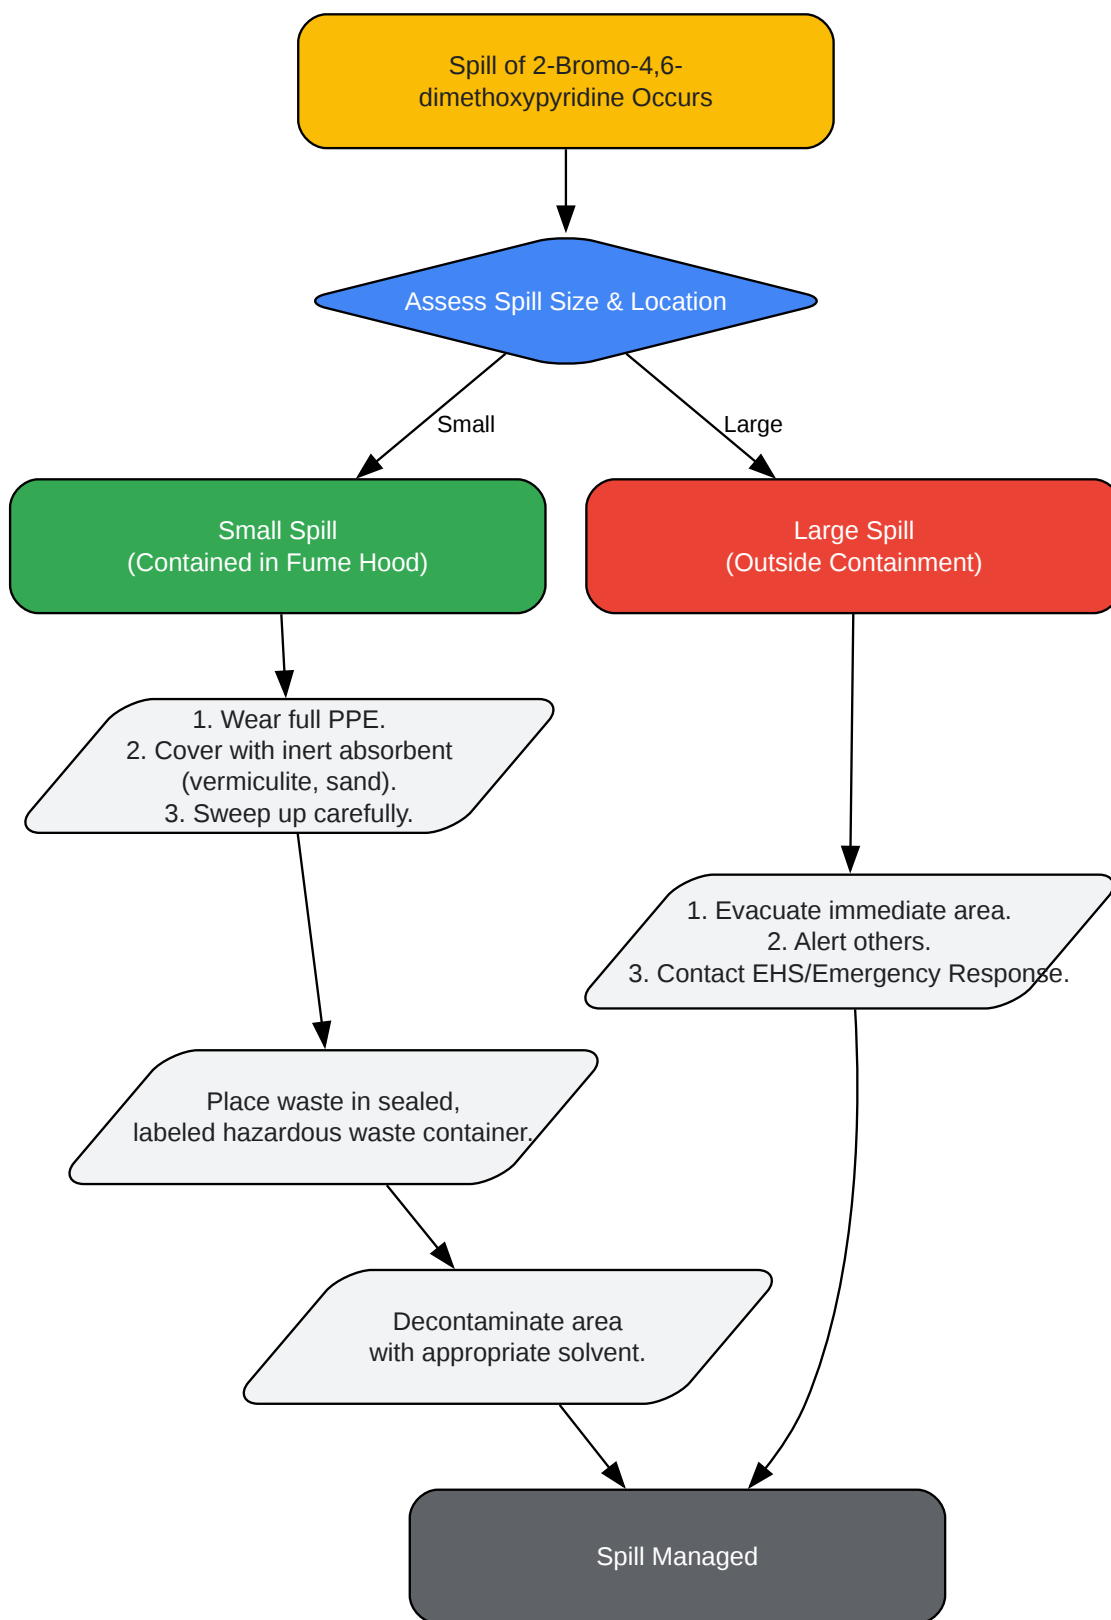 Spill of 2-Bromo-4,6-
dimethoxypyridine Occurs
Assess Spill Size & Location
Small
Large
Small Spill
(Contained in Fume Hood)
Large Spill
(Outside Containment)
1. Wear full PPE.
2. Cover with inert absorbent
(vermiculite, sand).
3. Sweep up carefully.
1. Evacuate immediate area.
2. Alert others.
3. Contact EHS/Emergency Response.
Place waste in sealed,
labeled hazardous waste container.
Decontaminate area
with appropriate solvent.
Spill Managed